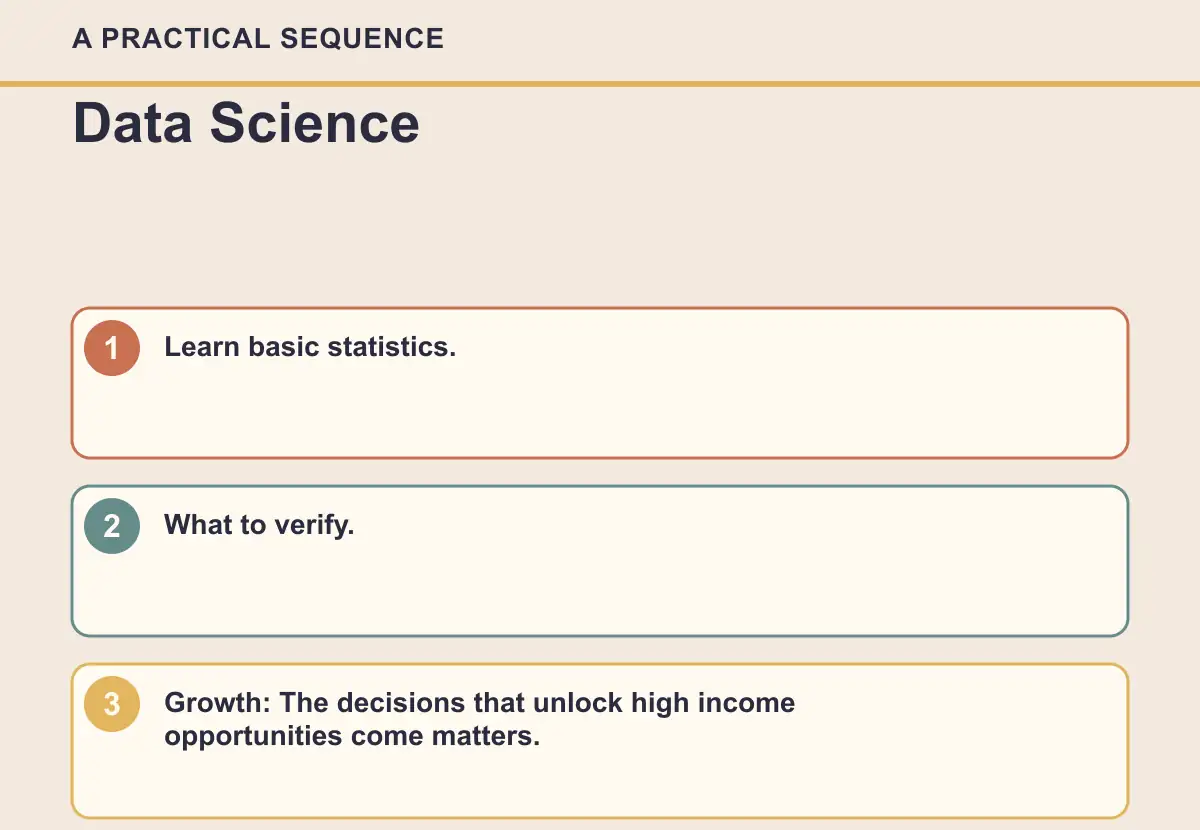 A PRACTICAL SEQUENCE
Data Science
1
Learn basic statistics.
2
What to verify.
3
Growth: The decisions that unlock high income
opportunities come matters.